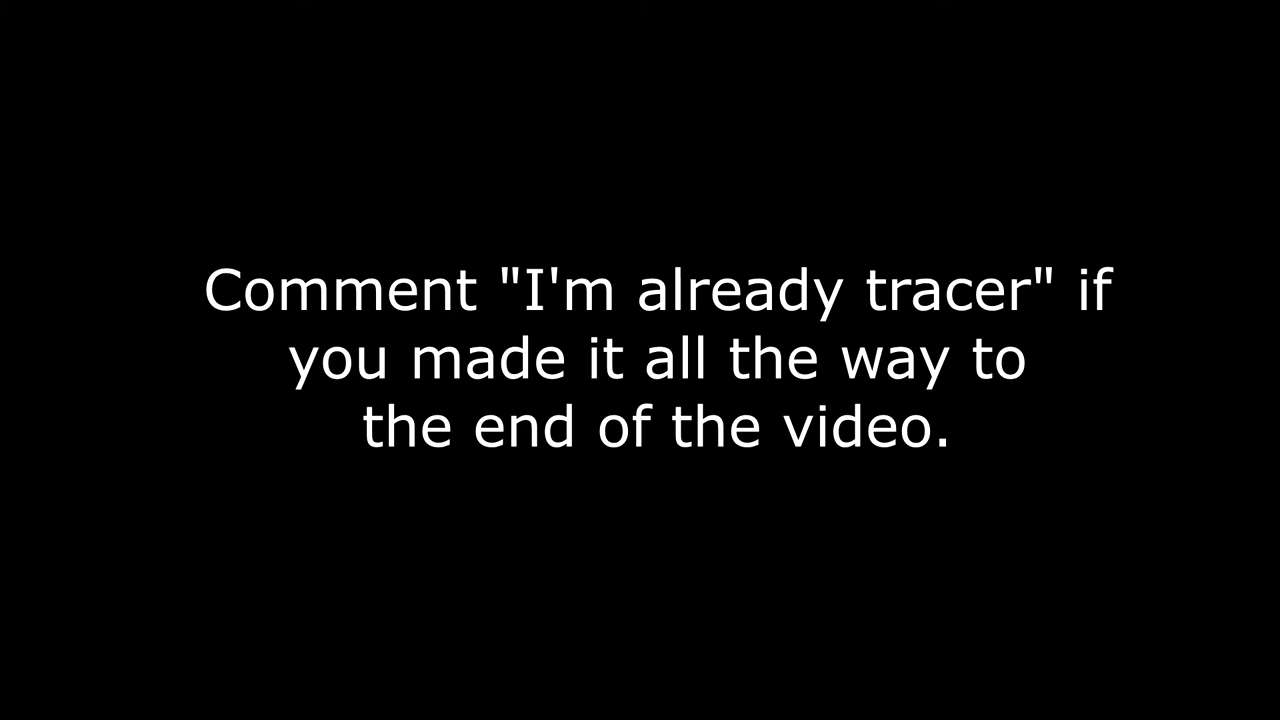 Comment "I'm already tracer" if
you made it all the way to
the end of the video.